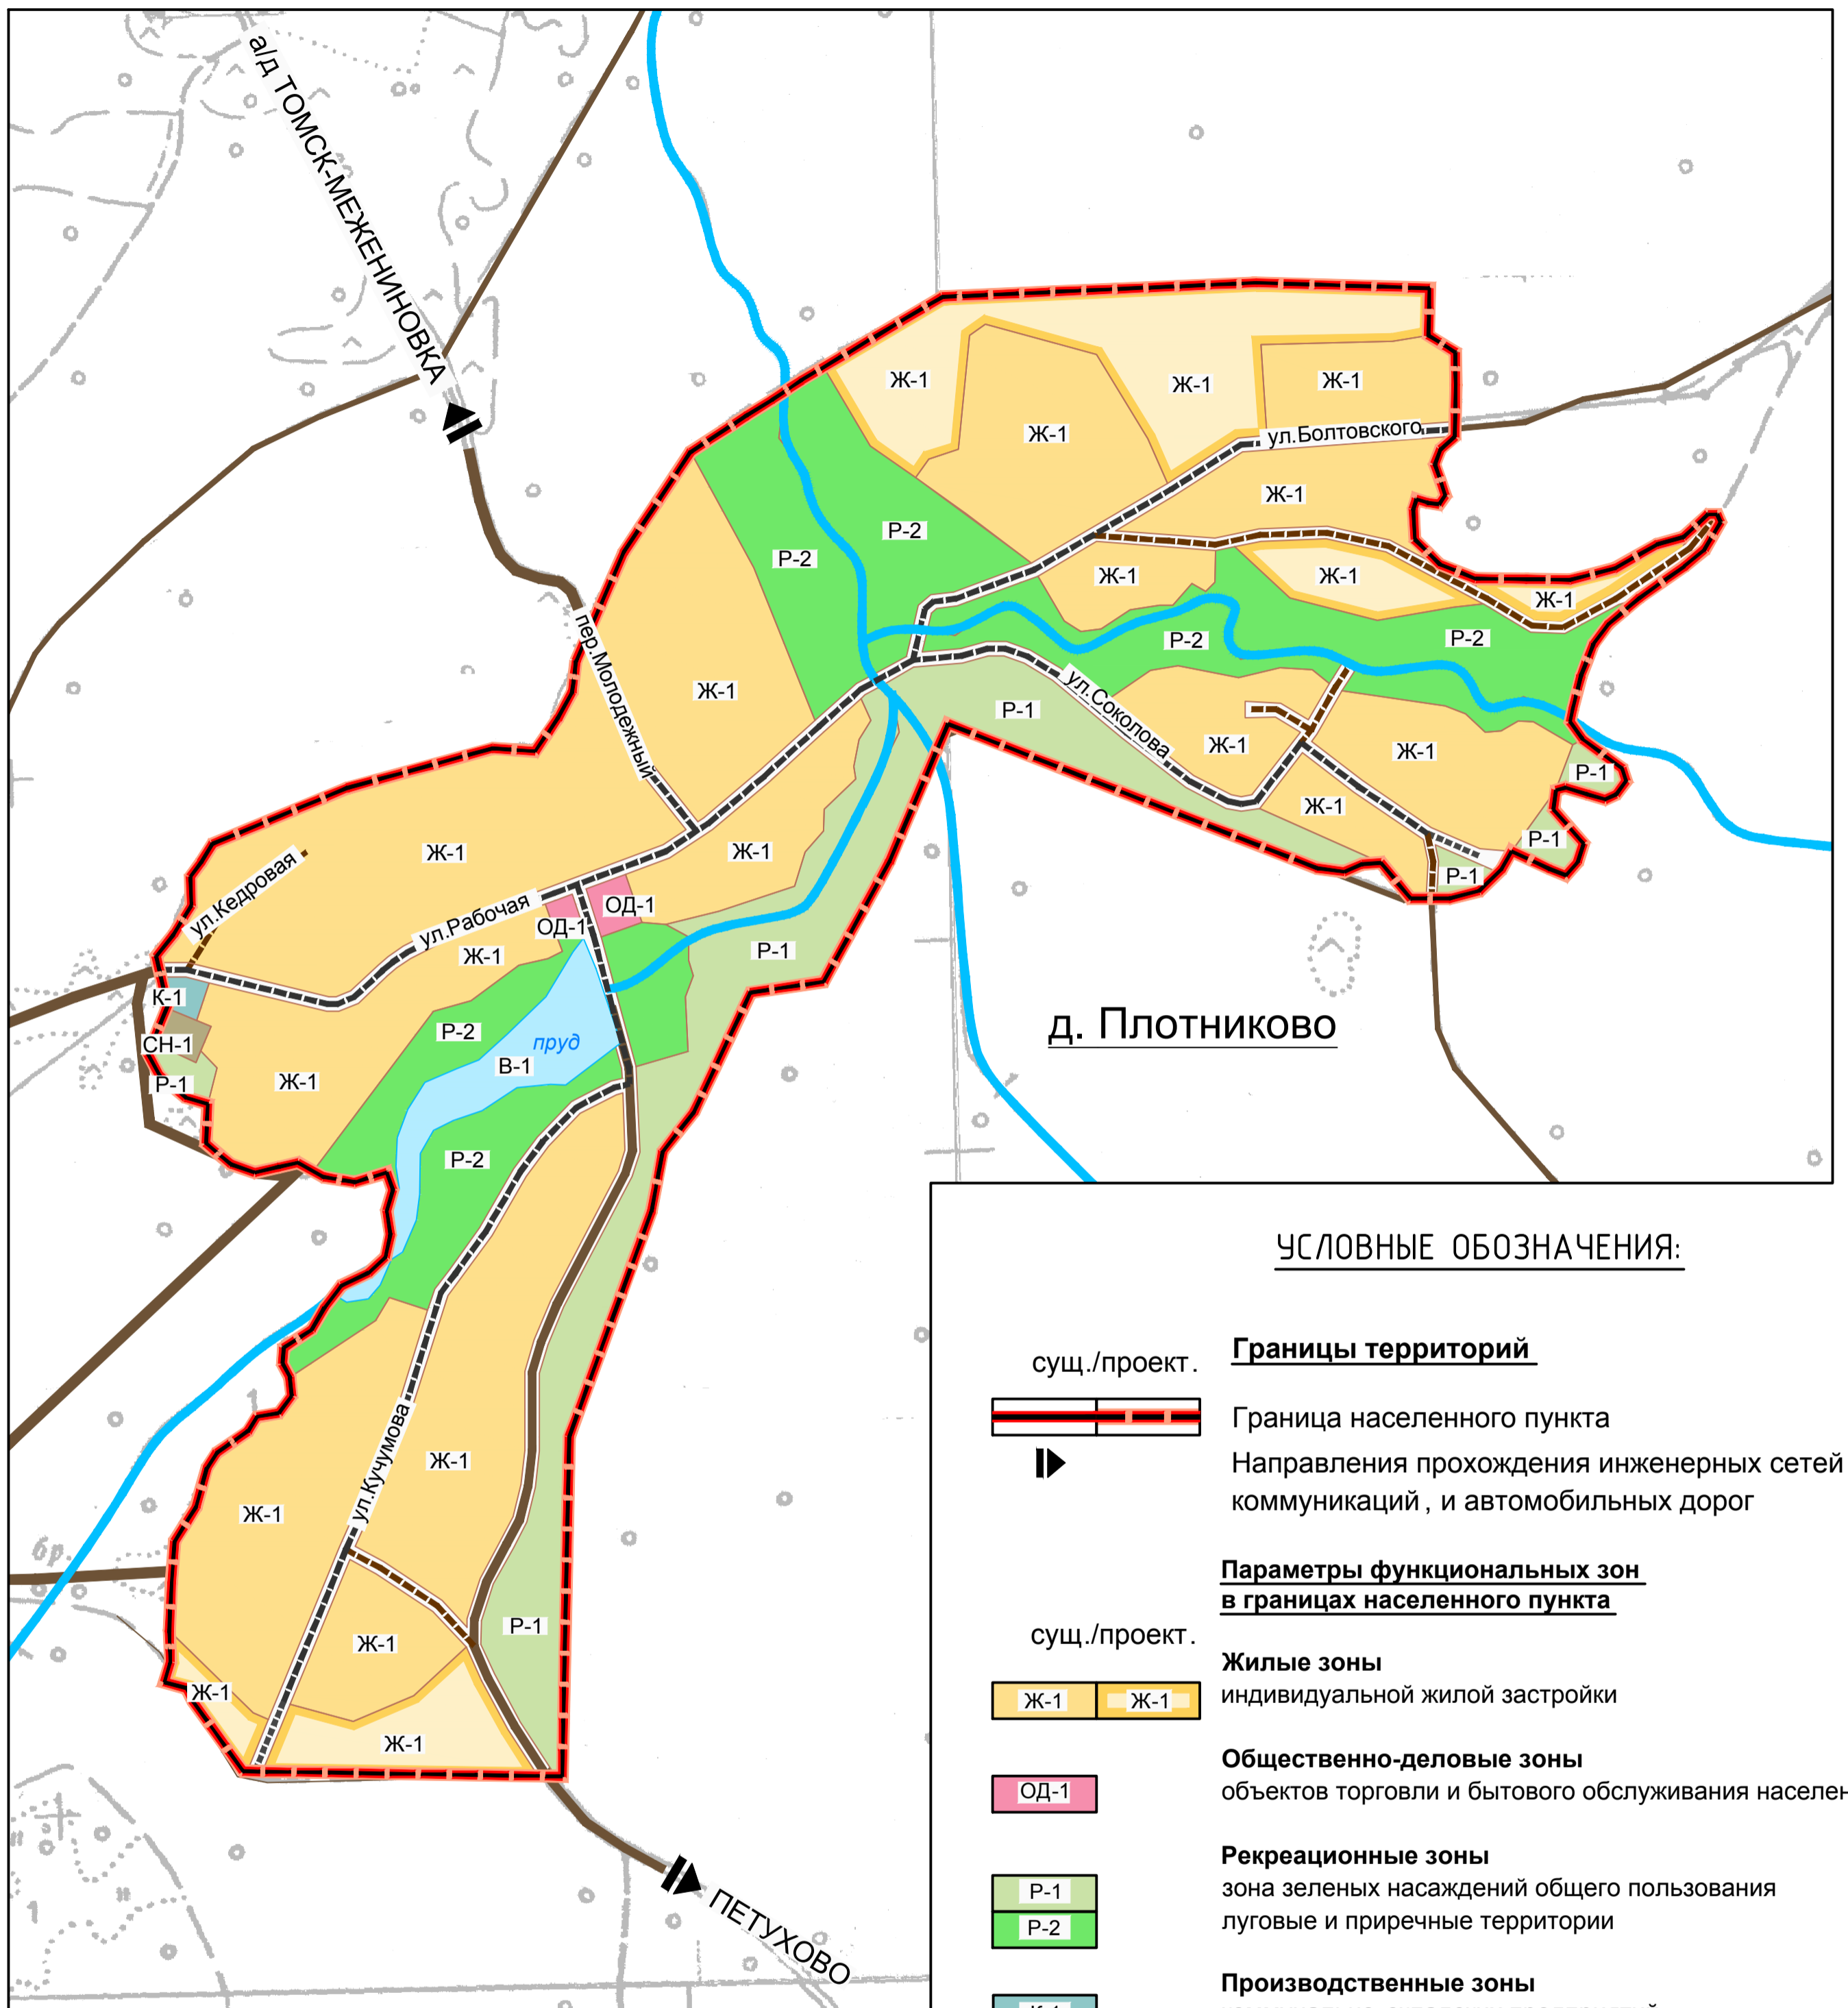 а/д ТОМСК-МЕЖЕНИНОВКА
Ж-1
Ж-1
Ж-1
Ж-1
ул.Болтовского
Ж-1
Р-2
Р-2
Ж-1
Ж-1
Ж-1
пер.Молодежный
Р-2
Р-2
Ж-1
ул.Соколова
Р-1
Ж-1
Ж-1
Р-1
Ж-1
Р-1
Р-1
Ж-1
Ж-1
ул.Кедровая
ул.Рабочая
ОД-1
ОД-1
Ж-1
Р-1
К-1
СН-1
Р-1
Ж-1
Р-2
пруд
В-1
Р-2
д. Плотниково
ул.Кучумова
Ж-1
Ж-1
бр.
Р-1
Ж-1
Ж-1
Ж-1
ПЕТУХОВО
УСЛОВНЫЕ ОБОЗНАЧЕНИЯ:
сущ./проект.
Границы территорий
Граница населенного пункта
Направления прохождения инженерных сетей
коммуникаций, и автомобильных дорог
Параметры функциональных зон
в границах населенного пункта
сущ./проект.
Жилые зоны
Ж-1 Ж-1 индивидуальной жилой застройки
Общественно-деловые зоны
ОД-1 объектов торговли и бытового обслуживания
Рекреационные зоны
Р-1 зона зеленых насаждений общего пользования
Р-2 луговые и приречные территории
Производственные зоны